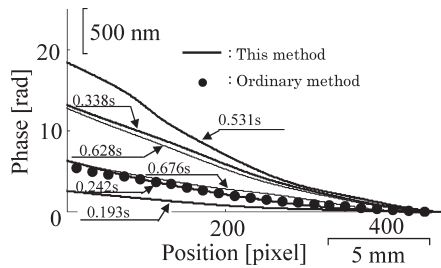 20
500 nm
: This method
: Ordinary method
Phase [rad]
0.338s
0.531s
10
0.628s
0.676s
0.242s
0.193s
0
200
400
Position [pixel]
5 mm